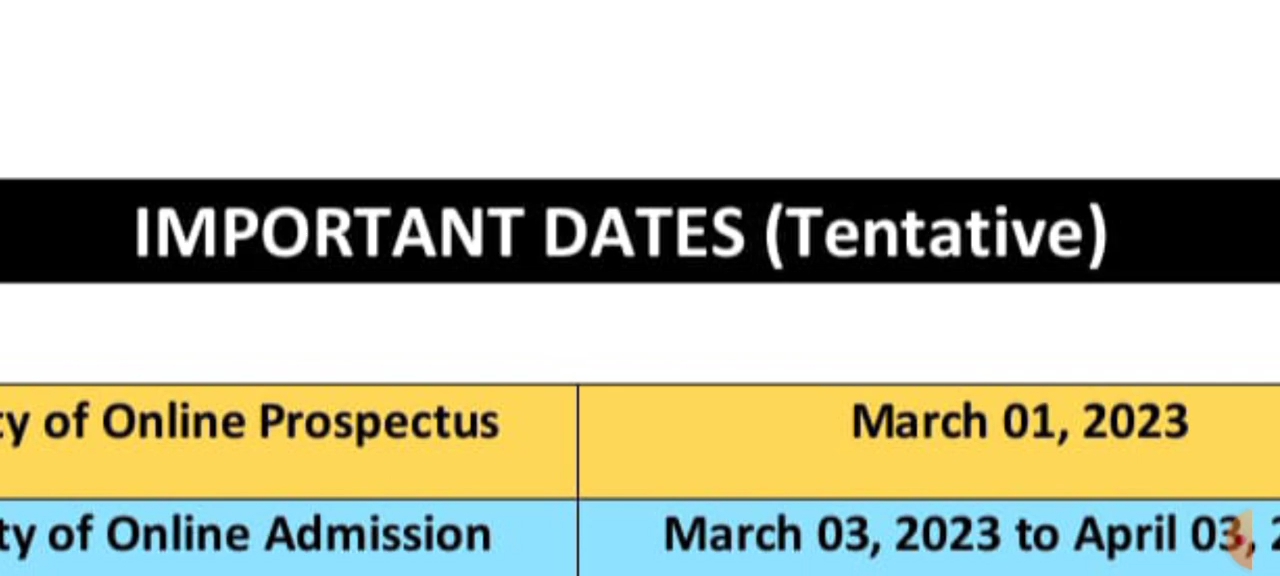 IMPORTANT DATES (Tentative)
ty of Online Prospectus March 01, 2023
ty of Online Admission March 03, 2023 to April 03, 2